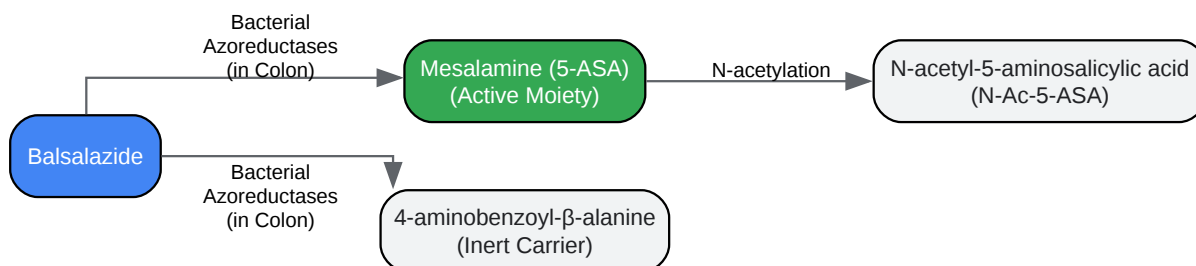 Bacterial
Azoreductases
(in Colon)
Mesalamine (5-ASA)
(Active Moiety)
N-acetylation
N-acetyl-5-aminosalicylic acid
(N-Ac-5-ASA)
Balsalazide
Bacterial
Azoreductases
(in Colon)
4-aminobenzoyl-β-alanine
(Inert Carrier)